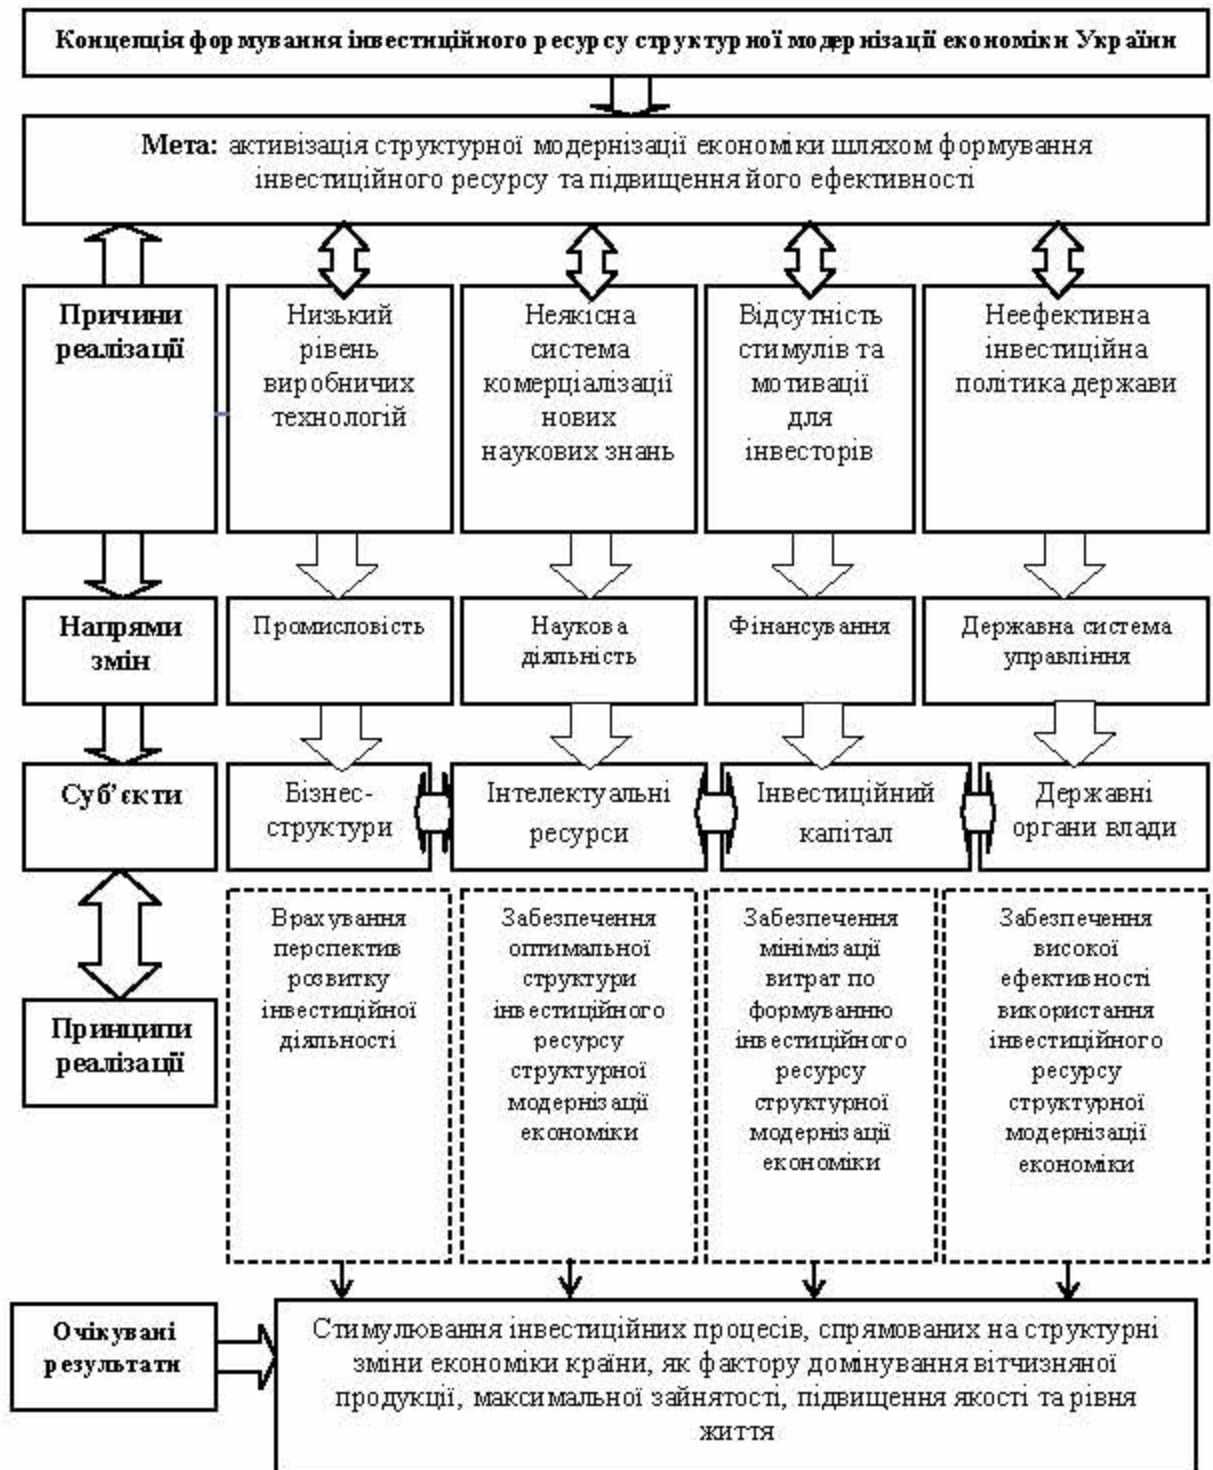 Концепція формування інвестиційного ресурсу структурної модернізації економіки України
Мета: активізація структурної модернізації економіки шляхом формування
інвестиційного ресурсу та підвищення його ефективності
Причини
реалізації
Низький
рівень
виробничих
технологій
Неякісна
система
комерціалізації
нових
наукових знань
Відсутність
стимулів та
мотивації
для
інвесторів
Неефективна
інвестиційна
політика держави
Напрями
змін
Промисловість
Наукова
діяльність
Фінансування
Державна система
управління
Суб’єкти
Бізнес-
структури
Інтелектуальні
ресурси
Інвестиційний
капітал
Державні
органи влади
Принципи
реалізації
Врахування
перспектив
розвитку
інвестиційної
діяльності
Забезпечення
оптимальної
структури
інвестиційного
ресурсу
структурної
модернізації
економіки
Забезпечення
мінімізації
витрат по
формуванню
інвестиційного
ресурсу
структурної
модернізації
економіки
Забезпечення
високої
ефективності
використання
інвестиційного
ресурсу
структурної
модернізації
економіки
Очікувані
результати
Стимулювання інвестиційних процесів, спрямованих на структурні
зміни економіки країни, як фактору домінування вітчизняної
продукції, максимальної зайнятості, підвищення якості та рівня
життя